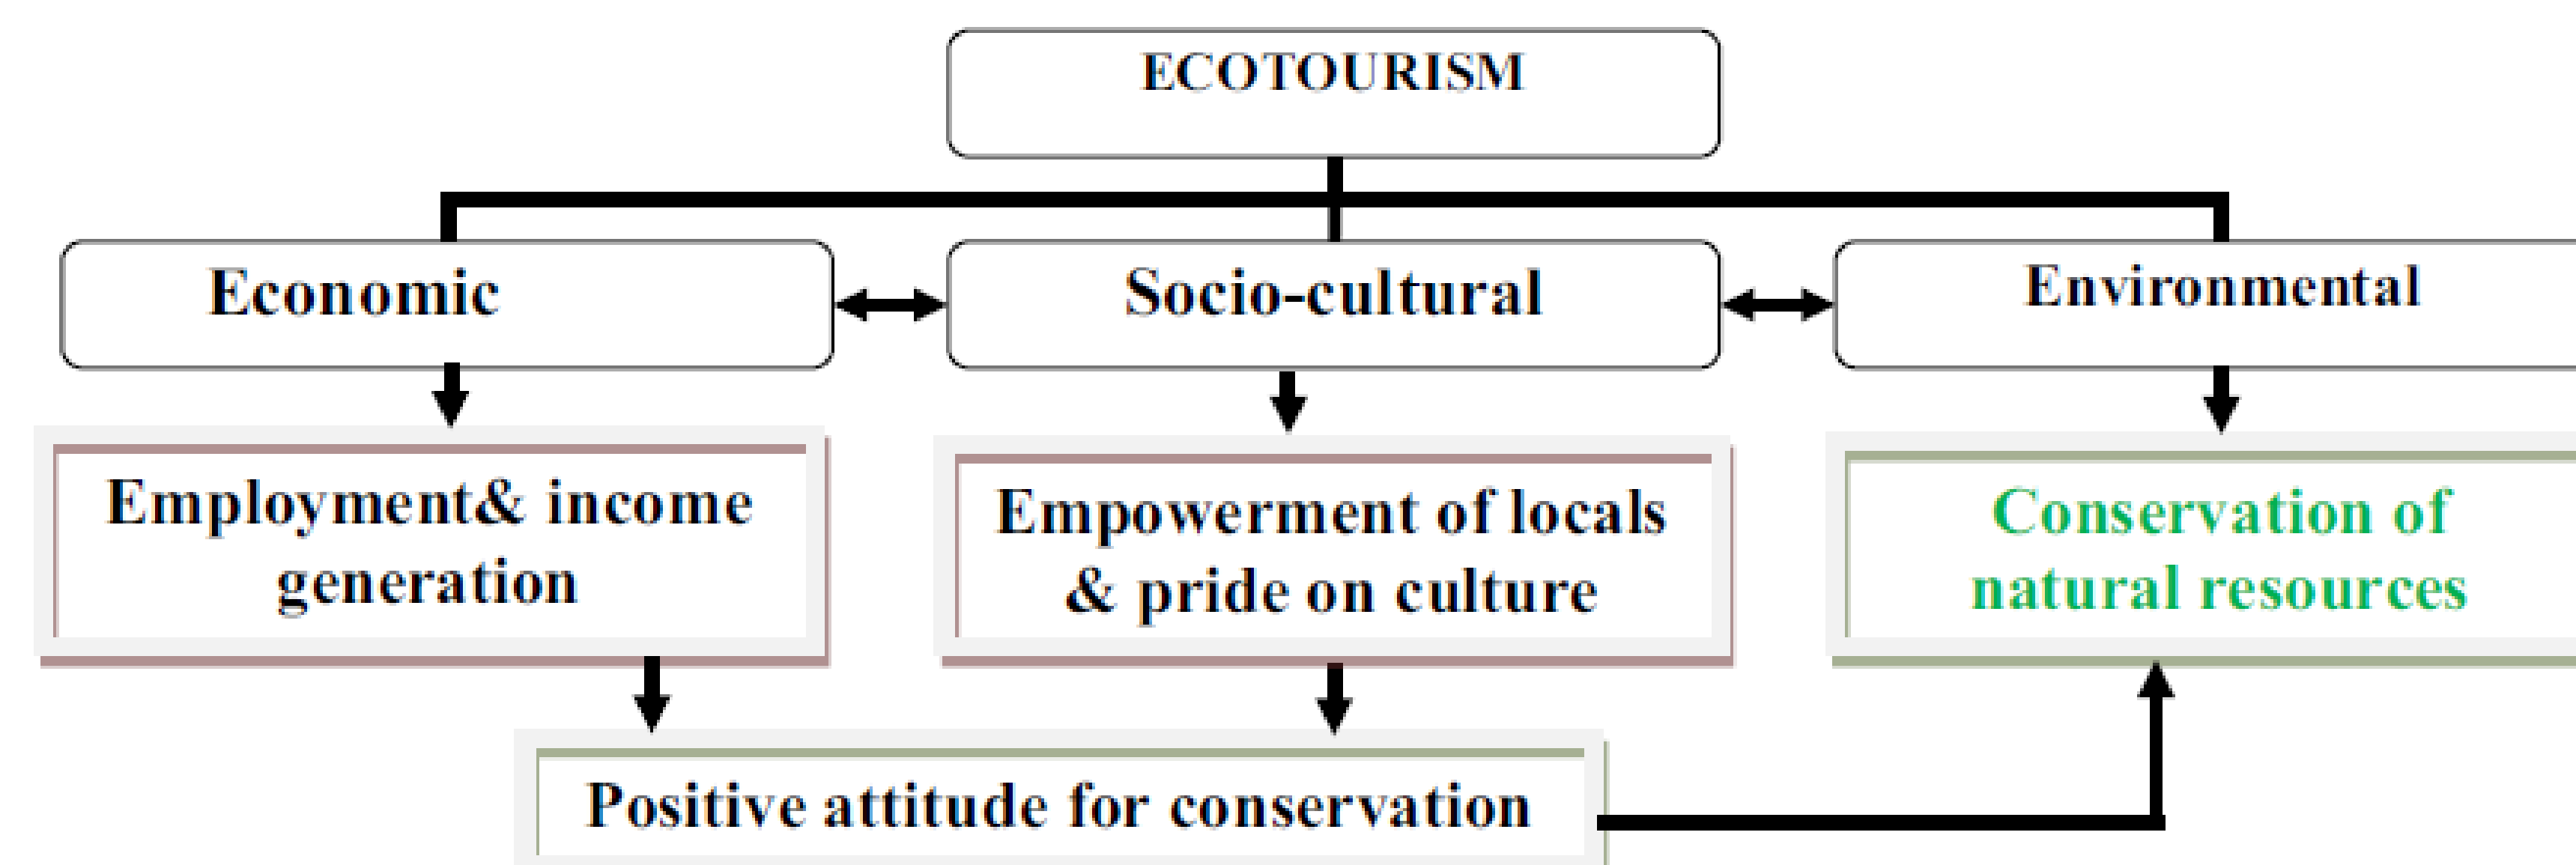 ECOTOURISM
Economic
Socio-cultural
Environmental
Employment& income
generation
Empowerment of locals
& pride on culture
Conservation of
natural resources
Positive attitude for conservation